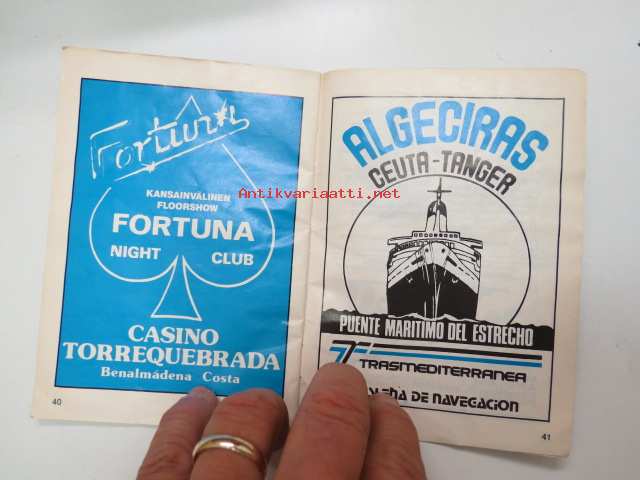 Fortuna
KANSAINVÄLINEN
FLOORSHOW
FORTUNA
NIGHT CLUB
CASINO
TORREQUEBRADA
Benalmádena Costa
40
ALGECIRAS
CEUTA-TANGER
PUENTE MARITIMO DEL ESTRECHO
TRASMEDITERRANEA
DE NAVEGACION
41
Antikvariaatti.net